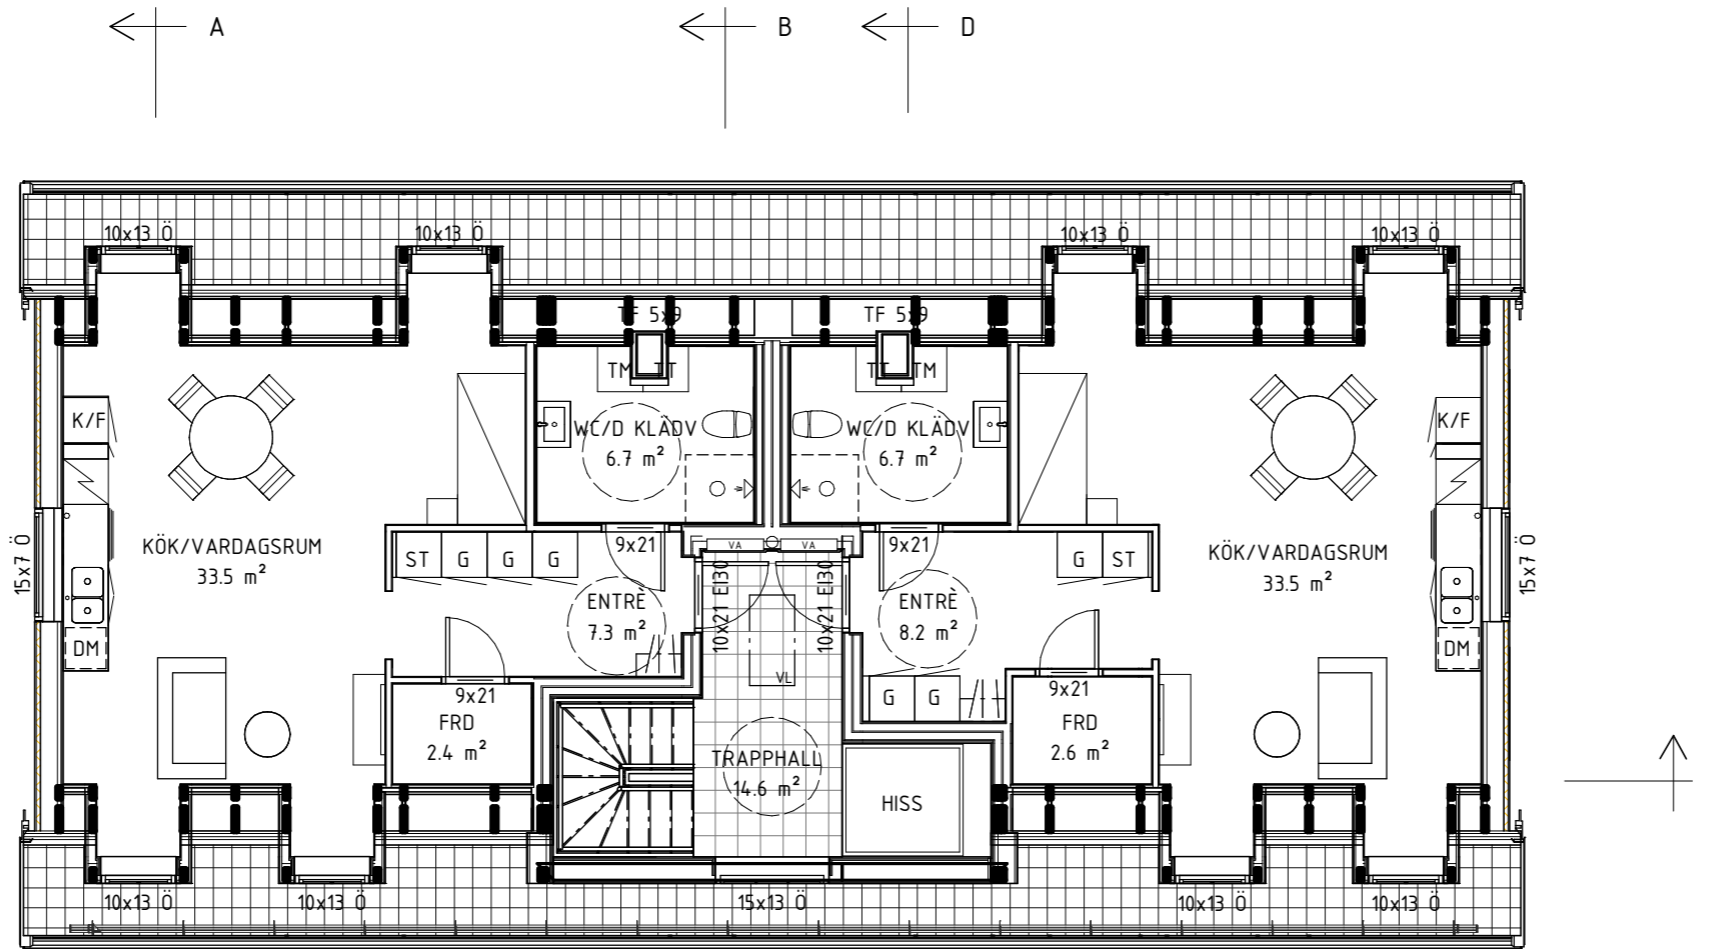 A
B
D
10x13 Ö
10x13 Ö
10x13 Ö
10x13 Ö
TF 5x9
TF 5x9
TM TT
TT TM
K/F
K/F
WC/D KLÄDV
6.7 m²
WC/D KLÄDV
6.7 m²
KÖK/VARDAGSRUM
33.5 m²
KÖK/VARDAGSRUM
33.5 m²
15x7 Ö
15x7 Ö
ST G G G
9x21
VA
VA
9x21
G ST
ENTRÈ
7.3 m²
10x21 EI30
10x21 EI30
ENTRÈ
8.2 m²
DM
DM
VL
9x21
FRD
2.4 m²
G G
9x21
FRD
2.6 m²
TRAPPHALL
14.6 m²
HISS
10x13 Ö
10x13 Ö
15x13 Ö
10x13 Ö
10x13 Ö